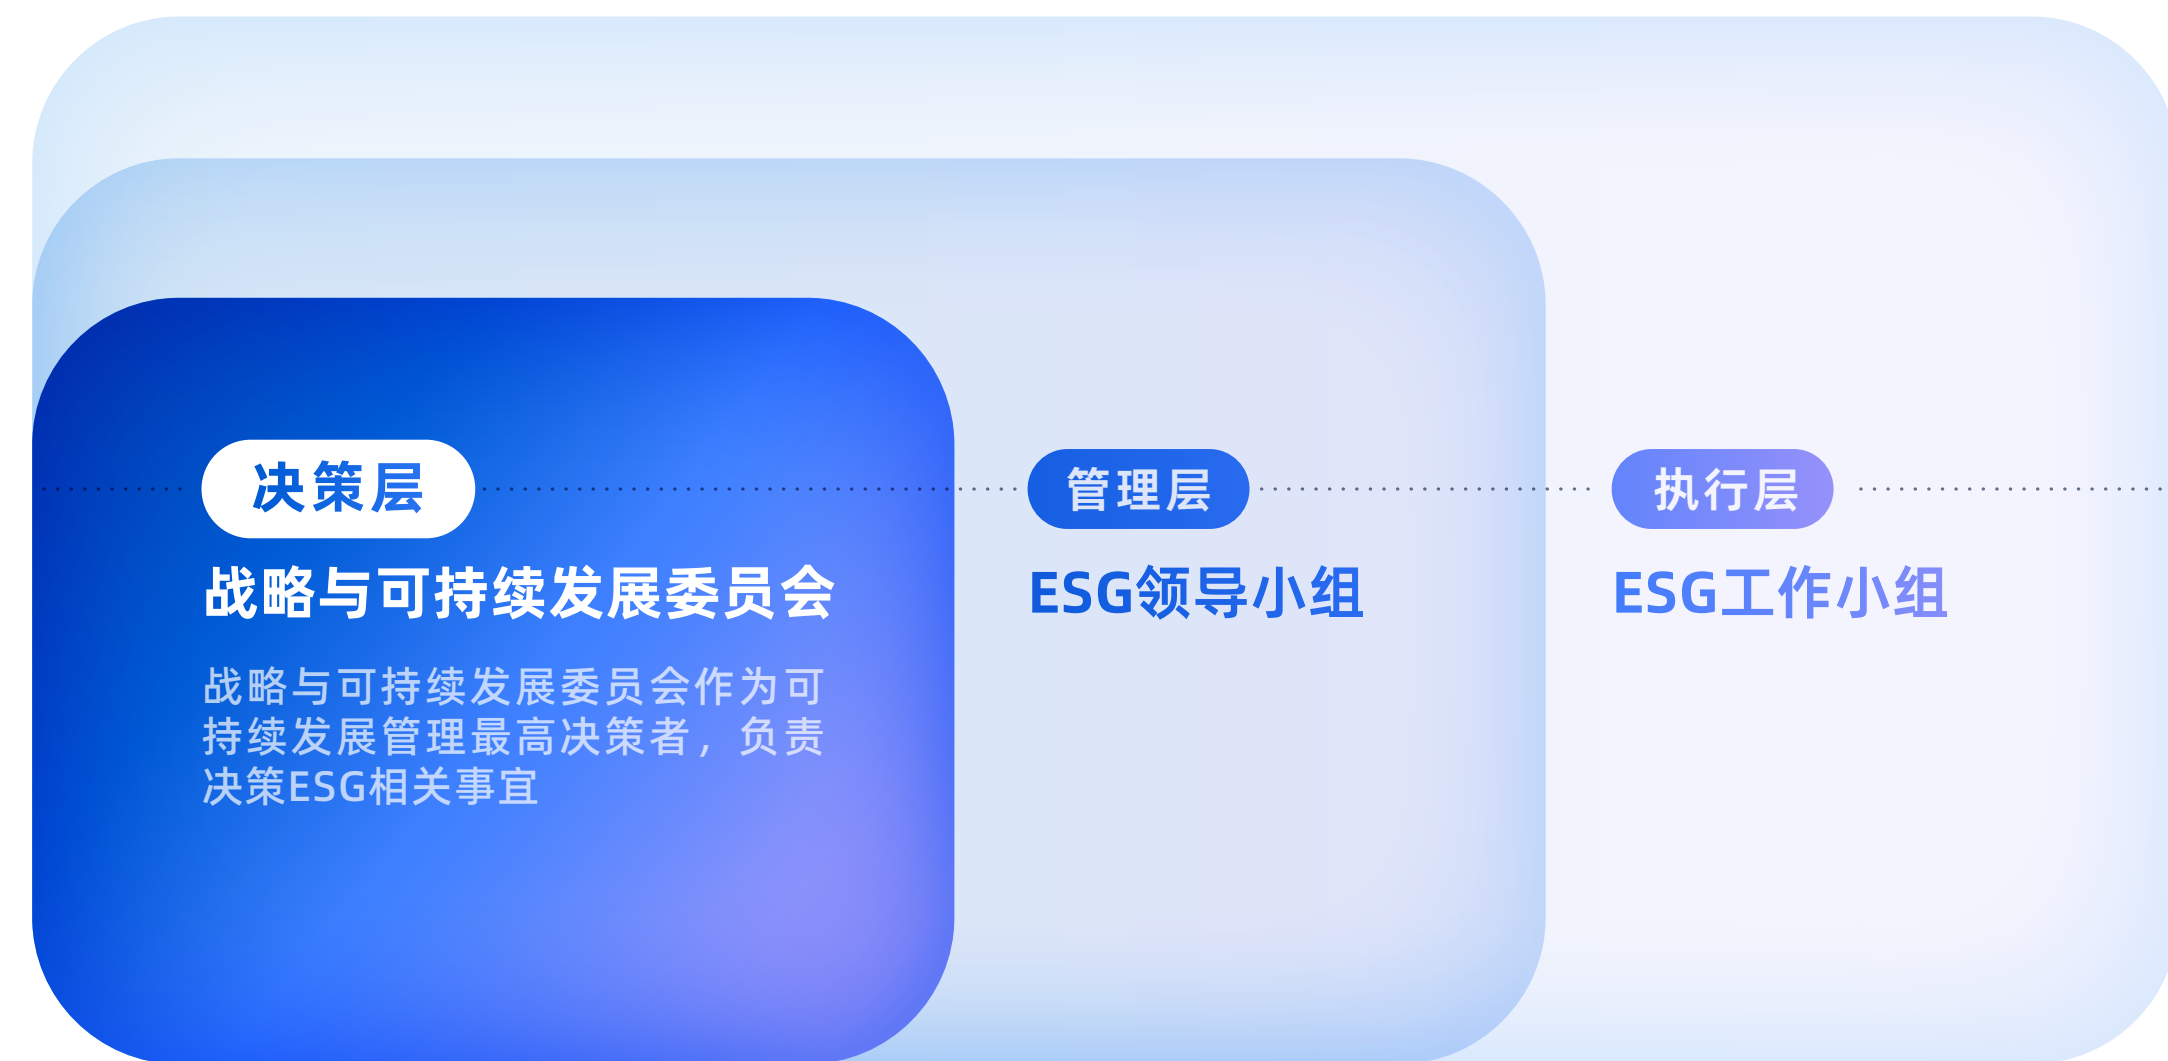 决策层
战略与可持续发展委员会
战略与可持续发展委员会作为可
持续发展管理最高决策者，负责
决策ESG相关事宜
管理层
ESG领导小组
执行层
ESG工作小组